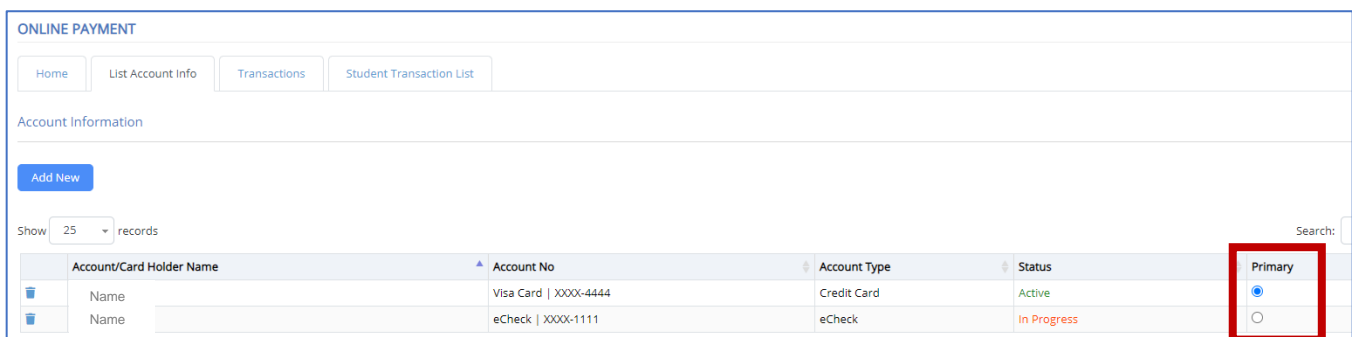 ONLINE PAYMENT
Home List Account Info Transactions Student Transaction List
Account Information
Add New
Show 25 records Search:
Account/Card Holder Name Account No Account Type Status Primary
Name Visa Card | XXXX-4444 Credit Card Active
Name eCheck | XXXX-1111 eCheck In Progress